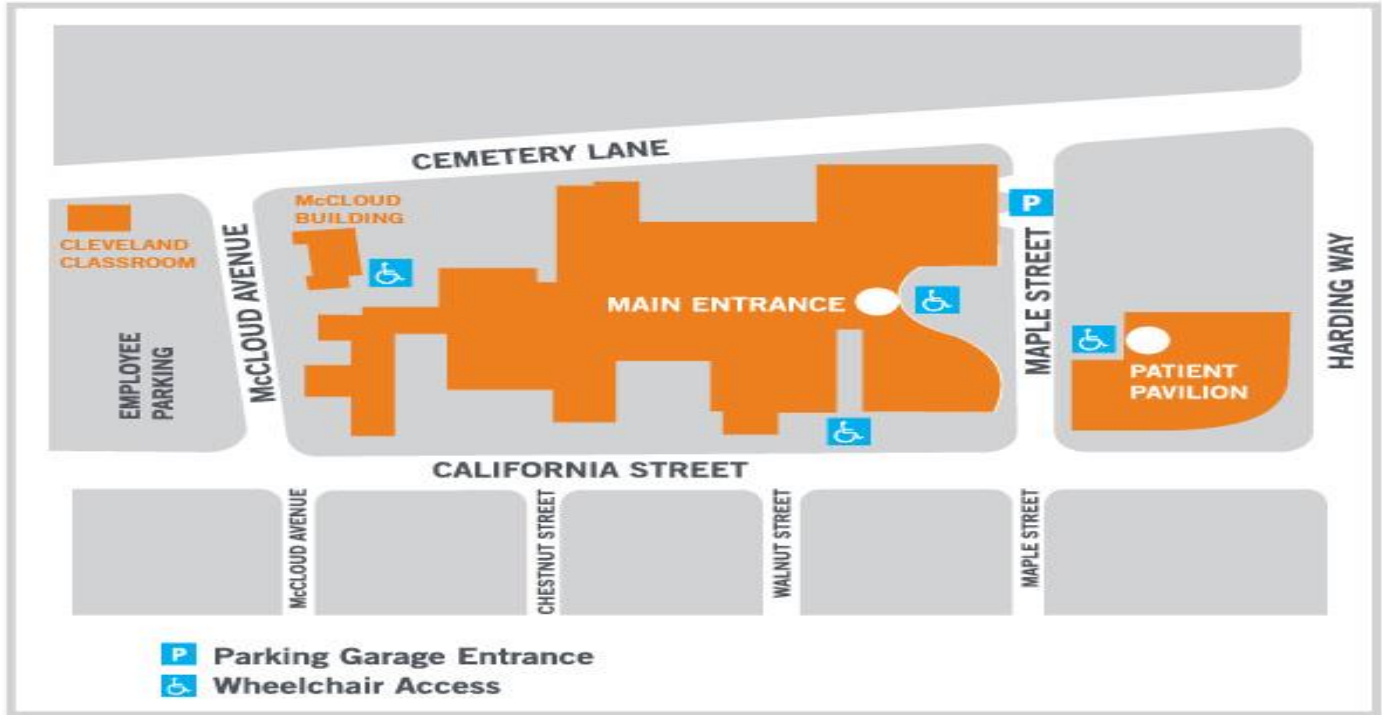 CEMETERY LANE
McCLOUD
BUILDING
P
CLEVELAND
CLASSROOM
McCLOUD AVENUE
MAIN ENTRANCE
MAPLE STREET
HARDING WAY
EMPLOYEE
PARKING
PATIENT
PAVILION
CALIFORNIA STREET
McCLOUD AVENUE
CHESTNUT STREET
WALNUT STREET
MAPLE STREET
P Parking Garage Entrance
Wheelchair Access